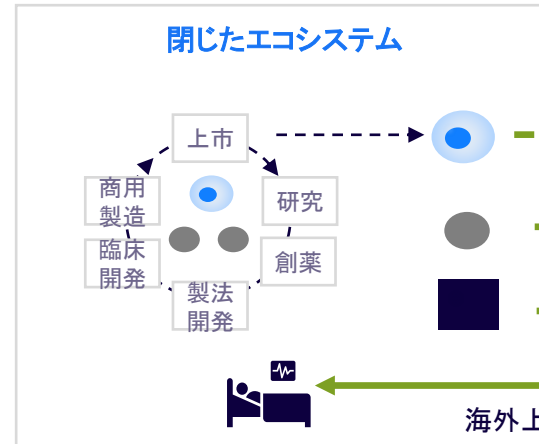 閉じたエコシステム
上市
商用
製造
研究
臨床
開発
創薬
製法
開発
海外上